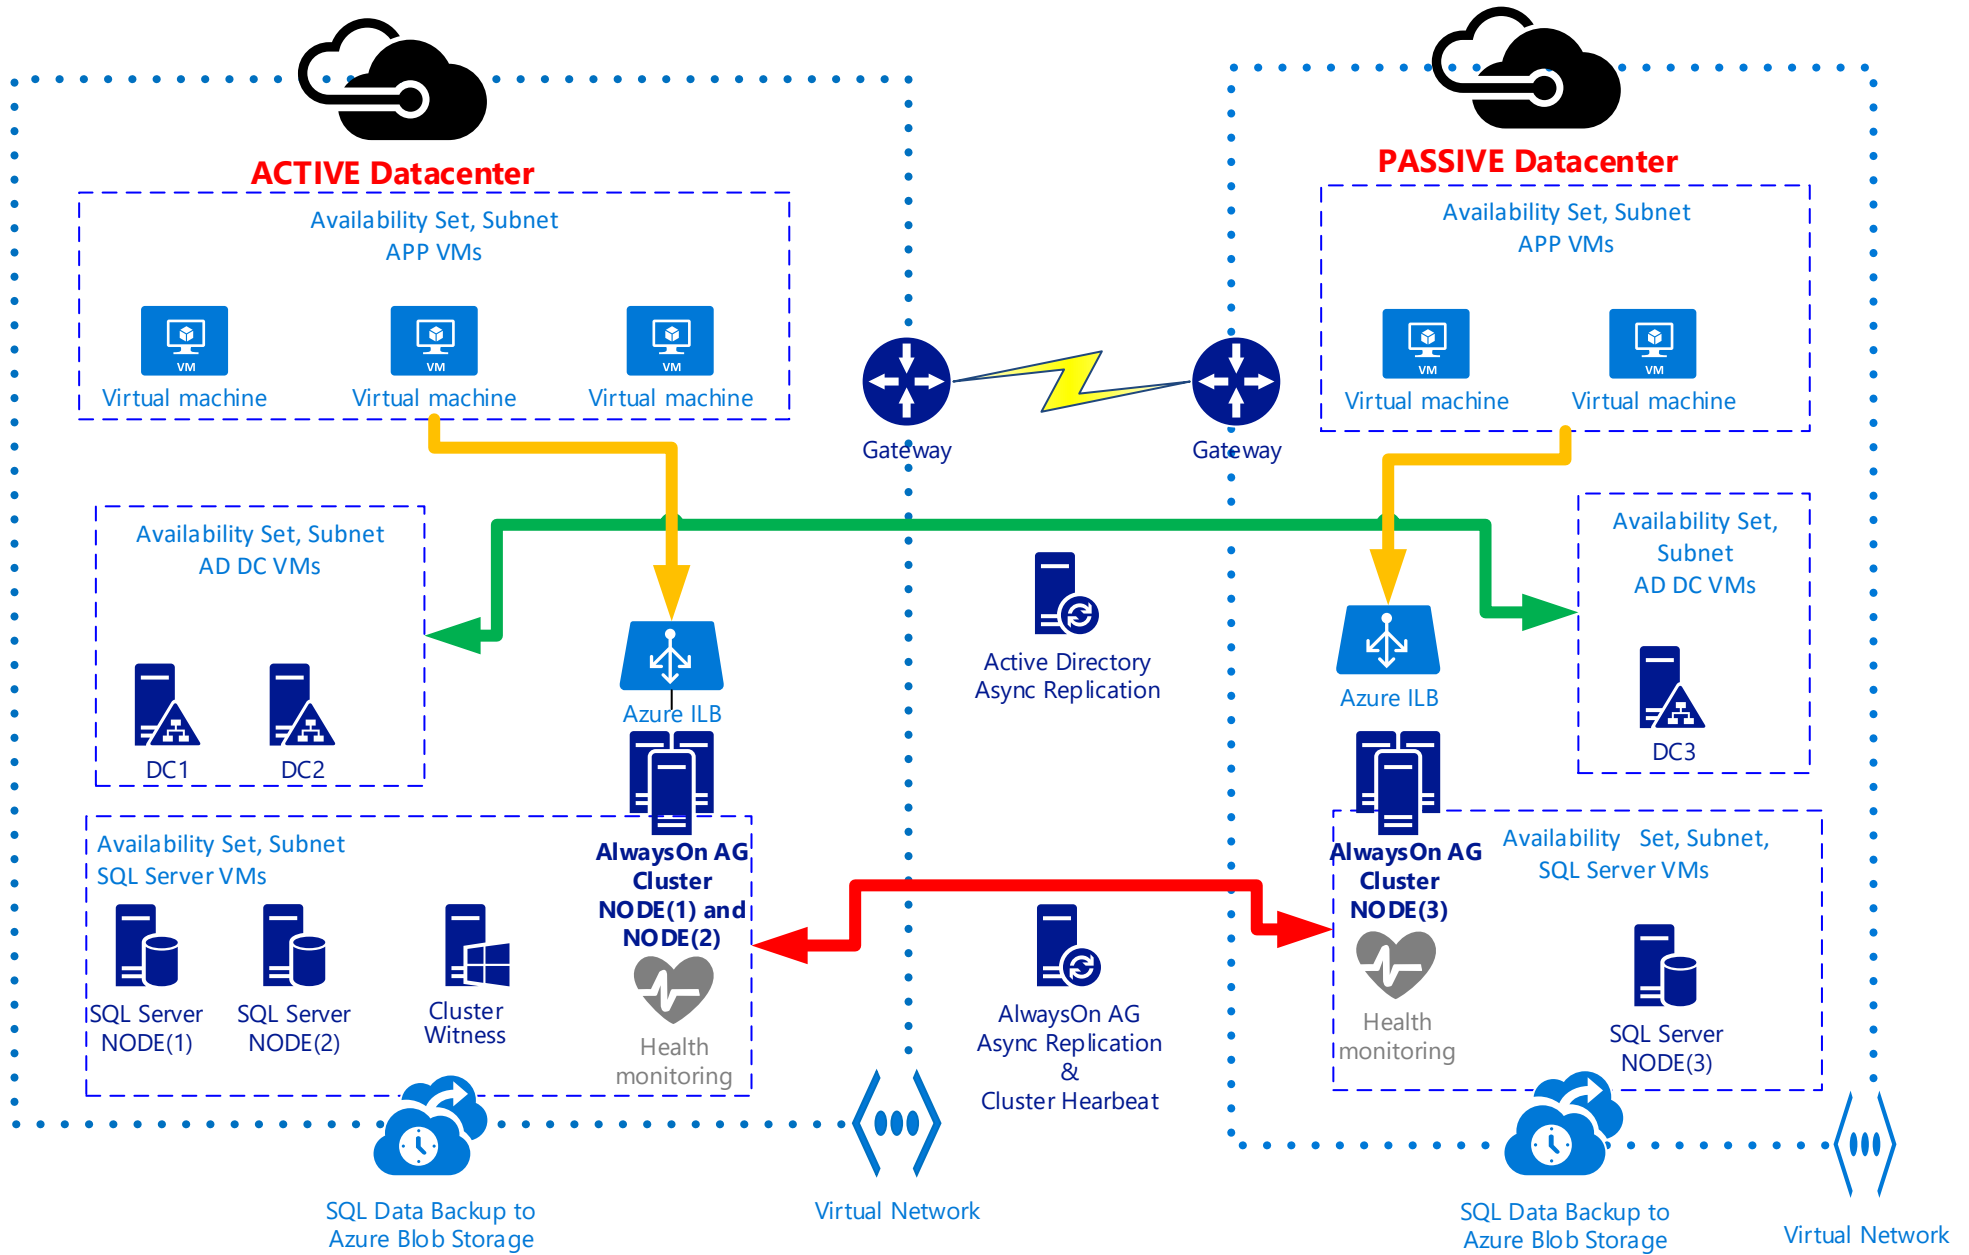 ACTIVE Datacenter
Availability Set, Subnet
APP VMs
VM
VM
VM
Virtual machine
Virtual machine
Virtual machine
Gateway
Gateway
PASSIVE Datacenter
Availability Set, Subnet
APP VMs
VM
VM
Virtual machine
Virtual machine
Availability Set, Subnet
AD DC VMs
DC1
DC2
Azure ILB
Active Directory
Async Replication
Azure ILB
Availability Set,
Subnet
AD DC VMs
DC3
Availability Set, Subnet
SQL Server VMs
SQL Server
NODE(1)
SQL Server
NODE(2)
Cluster
Witness
AlwaysOn AG
Cluster
NODE(1) and
NODE(2)
Health
monitoring
AlwaysOn AG
Async Replication
&
Cluster Hearbeat
AlwaysOn AG
Cluster
NODE(3)
Health
monitoring
Availability Set, Subnet,
SQL Server VMs
SQL Server
NODE(3)
SQL Data Backup to
Azure Blob Storage
Virtual Network
SQL Data Backup to
Azure Blob Storage
Virtual Network